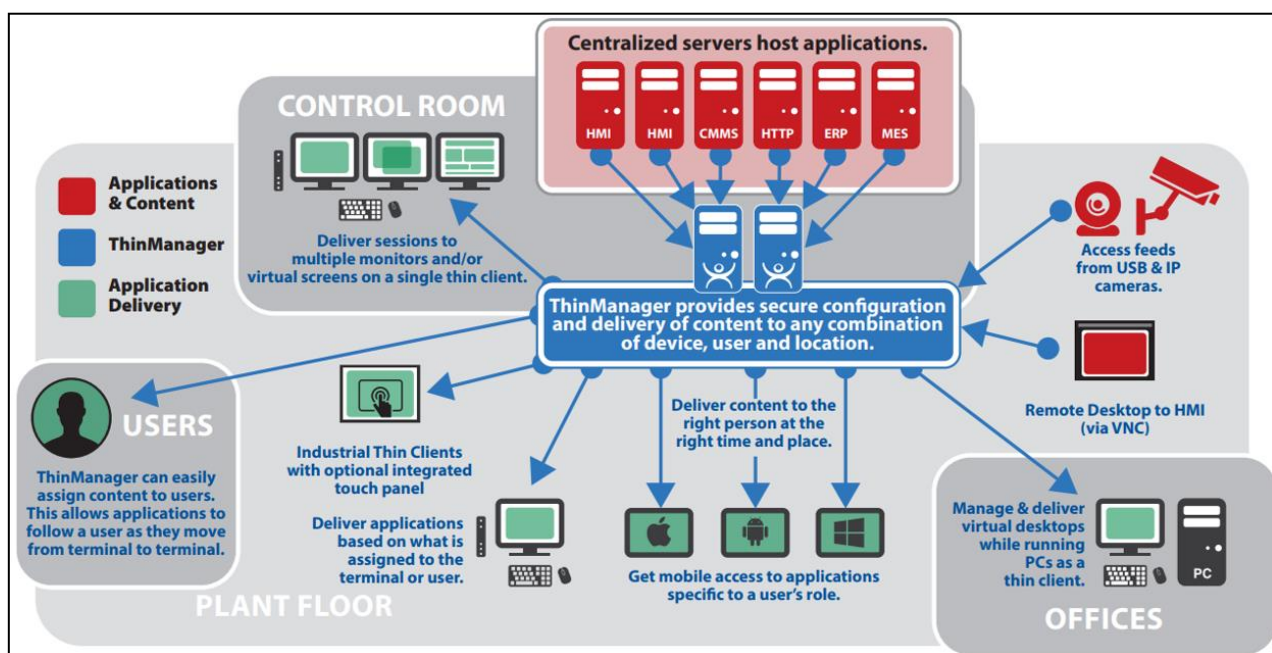 Centralized servers host applications.
HMI
HMI
CMMS
HTTP
ERP
MES
CONTROL ROOM
Deliver sessions to
multiple monitors and/or
virtual screens on a single thin client.
Applications
& Content
ThinManager
Application
Delivery
Access feeds
from USB & IP
cameras.
ThinManager provides secure configuration
and delivery of content to any combination
of device, user and location.
Remote Desktop to HMI
(via VNC)
USERS
ThinManager can easily
assign content to users.
This allows applications to
follow a user as they move
from terminal to terminal.
Industrial Thin Clients
with optional integrated
touch panel
Deliver content to the
right person at the
right time and place.
Deliver applications
based on what is
assigned to the
terminal or user.
Get mobile access to applications
specific to a user's role.
Manage & deliver
virtual desktops
while running
PCs as a
thin client.
PC
PLANT FLOOR
OFFICES